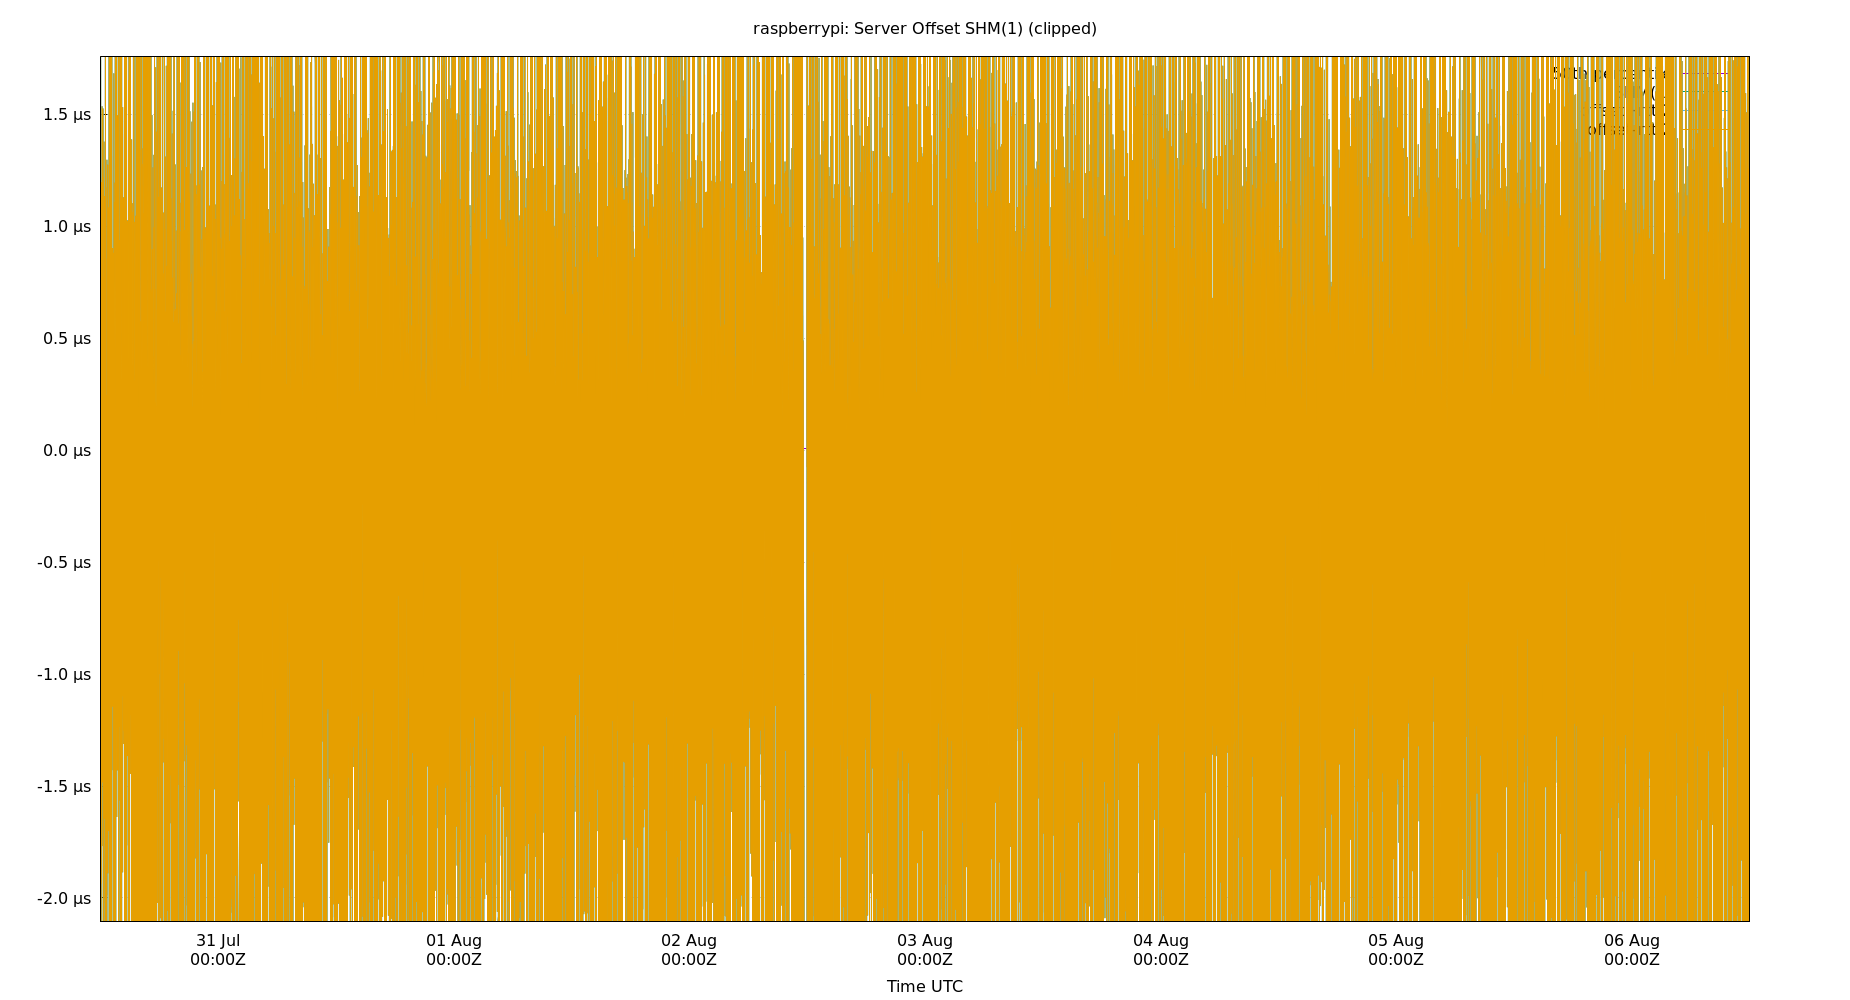 raspberrypi: Server Offset SHM(1) (clipped)
1.5 µs
1.0 µs
0.5 µs
0.0 µs
-0.5 µs
-1.0 µs
-1.5 µs
-2.0 µs
31 Jul
00:00Z
01 Aug
00:00Z
02 Aug
00:00Z
03 Aug
00:00Z
04 Aug
00:00Z
05 Aug
00:00Z
06 Aug
00:00Z
Time UTC